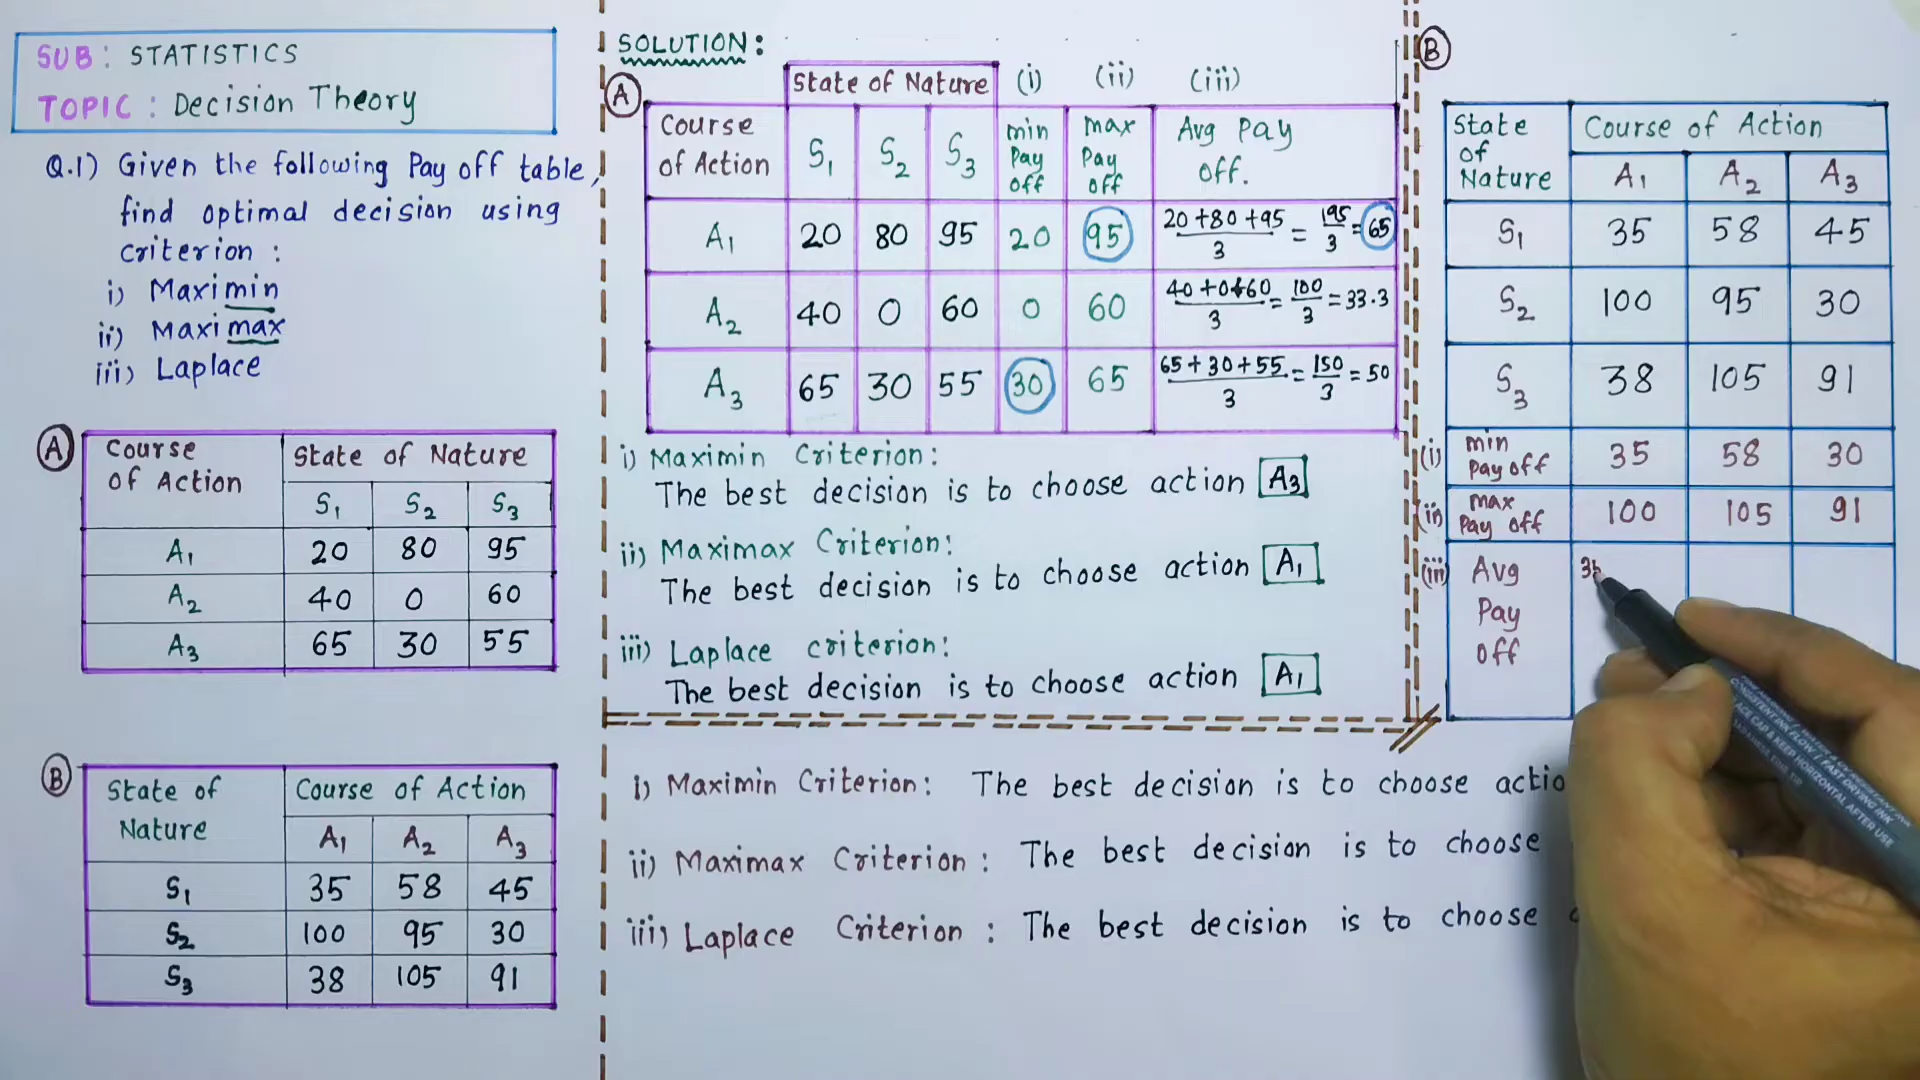 SUB : STATISTICS
TOPIC : Decision Theory
Q.1) Given the following Pay off table,
find optimal decision using
criterion :
i) Maximin
ii) Maximax
iii) Laplace
A
Course of Action | State of Nature
S1 S2 S3
A1 20 80 95
A2 40 0 60
A3 65 30 55
B
State of Nature | Course of Action
A1 A2 A3
S1 35 58 45
S2 100 95 30
S3 38 105 91
SOLUTION :
A
State of Nature (i) (ii) (iii)
Course of Action S1 S2 S3 min Pay off max Pay off Avg Pay off.
A1 20 80 95 20 95 20+80+95/3 = 195/3 = 65
A2 40 0 60 0 60 40+0+60/3 = 100/3 = 33.3
A3 65 30 55 30 65 65+30+55/3 = 150/3 = 50
i) Maximin Criterion :
The best decision is to choose action A3
ii) Maximax Criterion :
The best decision is to choose action A1
iii) Laplace criterion :
The best decision is to choose action A1
B
State of Nature | Course of Action
A1 A2 A3
S1 35 58 45
S2 100 95 30
S3 38 105 91
(i) min Pay off 35 58 30
(ii) max Pay off 100 105 91
(iii) Avg Pay off 35
i) Maximin Criterion : The best decision is to choose actio
ii) Maximax Criterion : The best decision is to choose
iii) Laplace Criterion : The best decision is to choose